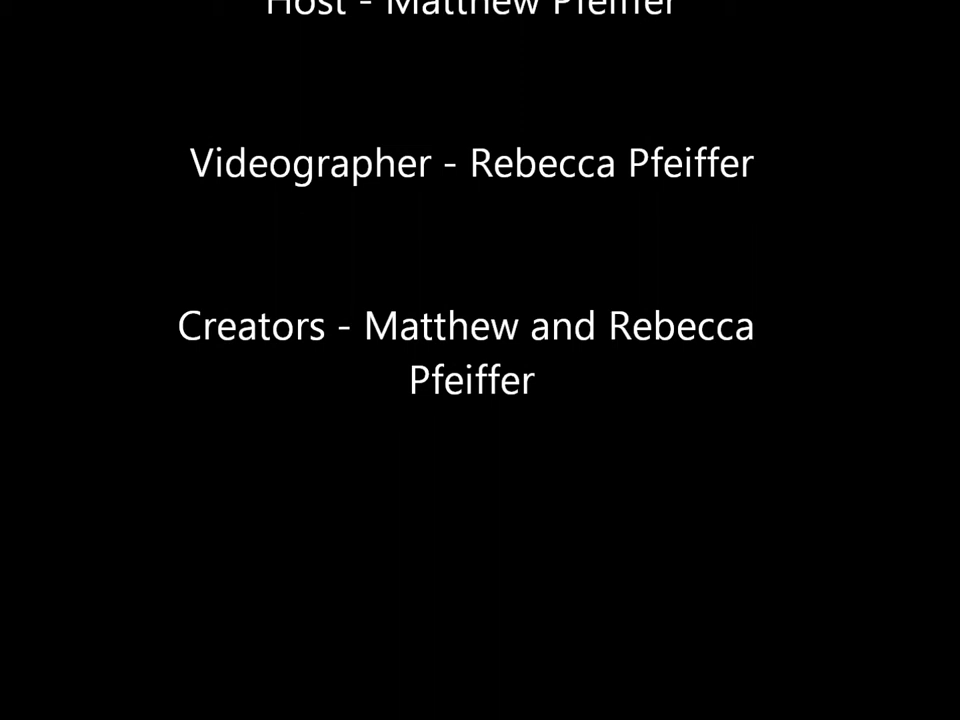 Host - Matthew Pfeiffer
Videographer - Rebecca Pfeiffer
Creators - Matthew and Rebecca
Pfeiffer